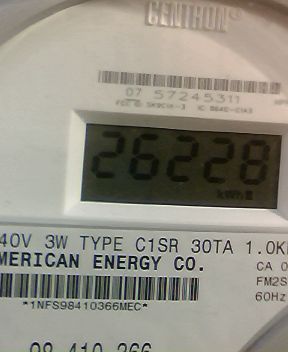 CENTRON®
07 57245311
26228
kWh
40V 3W TYPE C1SR 30TA 1.0K
MERICAN ENERGY CO.
CA 0
FM2S
60Hz
*1NFS98410366MEC*
98 410 366